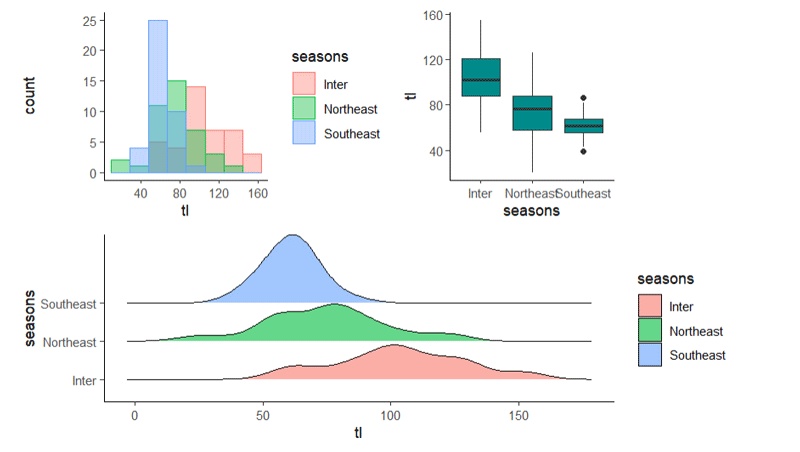 count
25
20
15
10
5
0
40 80 120 160
tl
seasons
Inter
Northeast
Southeast
tl
160
120
80
40
Inter Northeast Southeast
seasons
seasons
Southeast
Northeast
Inter
0 50 100 150
tl
seasons
Inter
Northeast
Southeast